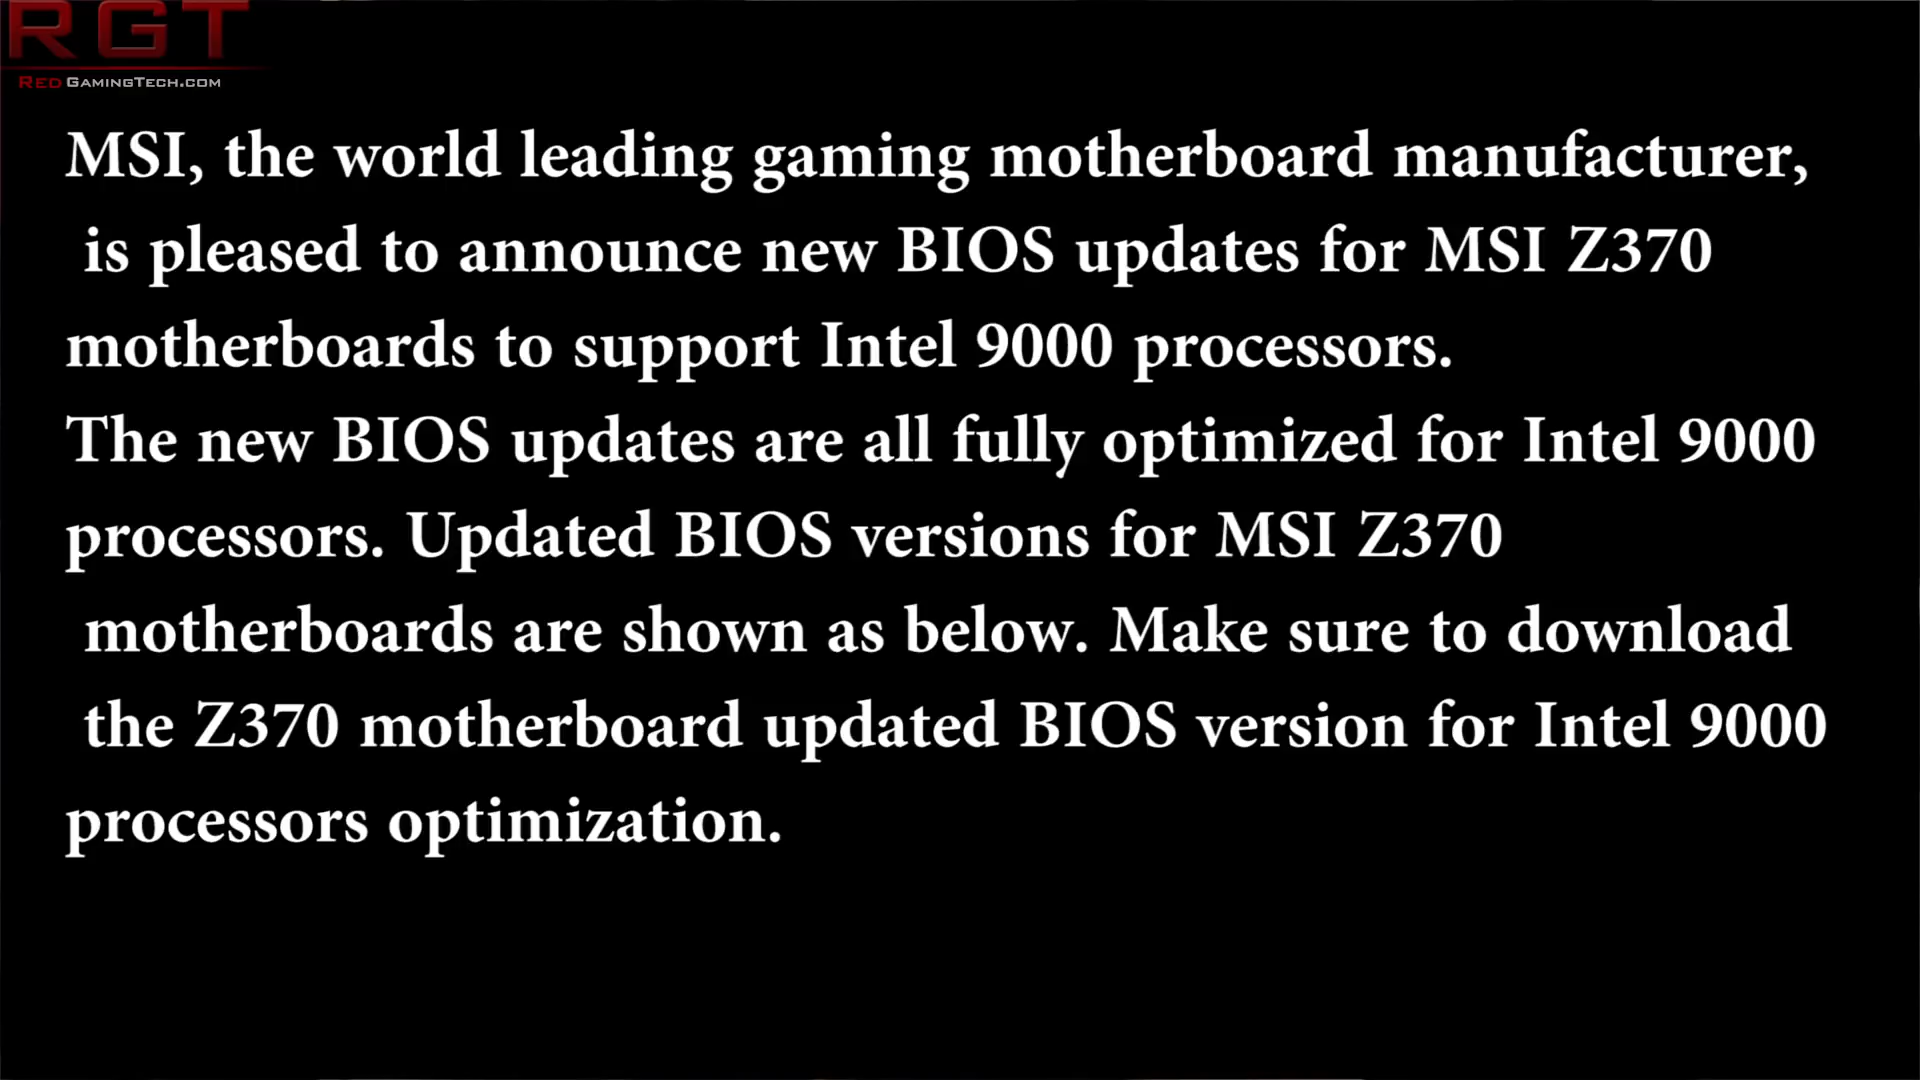 RGT
RED GAMINGTECH.COM
MSI, the world leading gaming motherboard manufacturer,
is pleased to announce new BIOS updates for MSI Z370
motherboards to support Intel 9000 processors.
The new BIOS updates are all fully optimized for Intel 9000
processors. Updated BIOS versions for MSI Z370
motherboards are shown as below. Make sure to download
the Z370 motherboard updated BIOS version for Intel 9000
processors optimization.